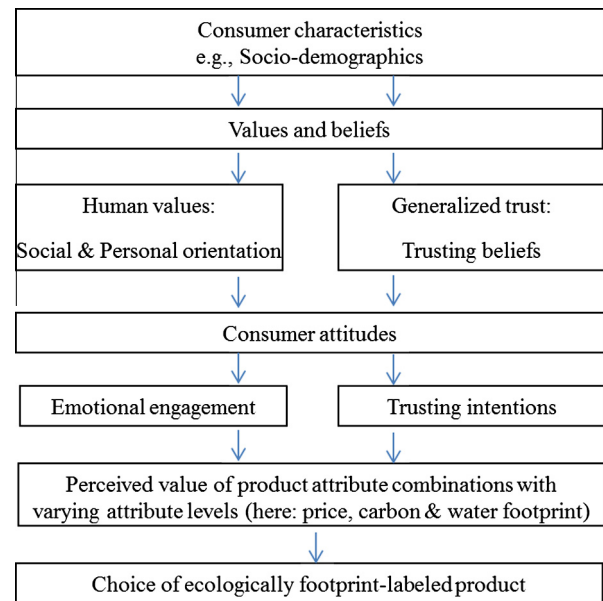 Consumer characteristics
e.g., Socio-demographics
Values and beliefs
Human values:
Social & Personal orientation
Generalized trust:
Trusting beliefs
Consumer attitudes
Emotional engagement
Trusting intentions
Perceived value of product attribute combinations with
varying attribute levels (here: price, carbon & water footprint)
Choice of ecologically footprint-labeled product